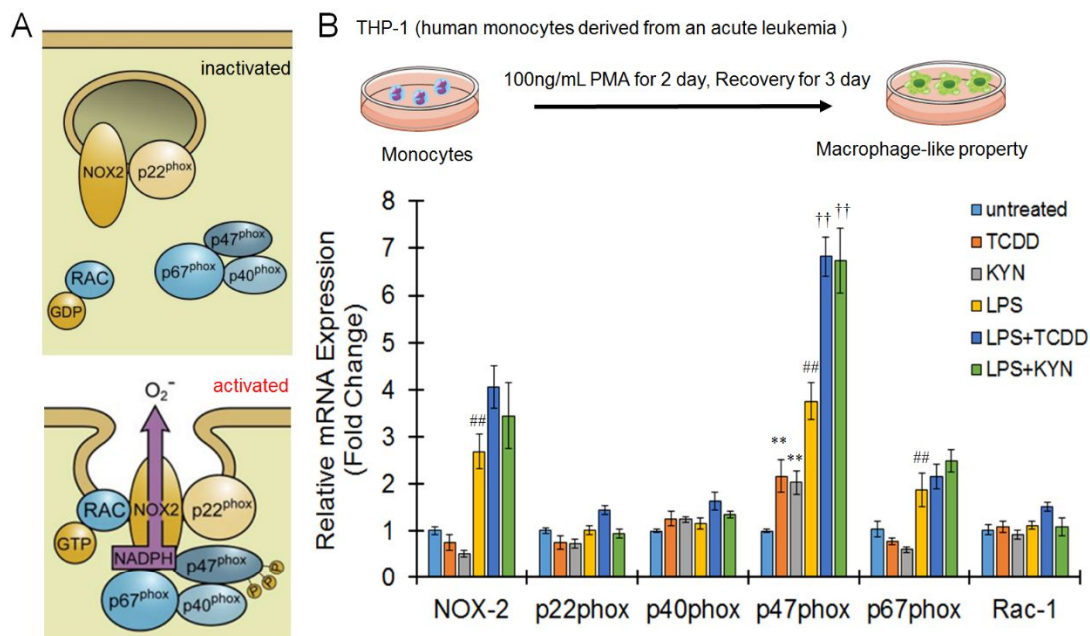 A
inactivated
NOX2
p22phox
p47phox
p67phox
p40phox
RAC
GDP
activated
O2-
RAC
NOX2
p22phox
GTP
NADPH
p47phox
P P P
p67phox
p40phox
B
THP-1 (human monocytes derived from an acute leukemia )
100ng/mL PMA for 2 day, Recovery for 3 day
Monocytes
Macrophage-like property
Relative mRNA Expression
(Fold Change)
8
7
6
5
4
3
2
1
0
##
**
**
##
††
††
##
untreated
TCDD
KYN
LPS
LPS+TCDD
LPS+KYN
NOX-2
p22phox
p40phox
p47phox
p67phox
Rac-1